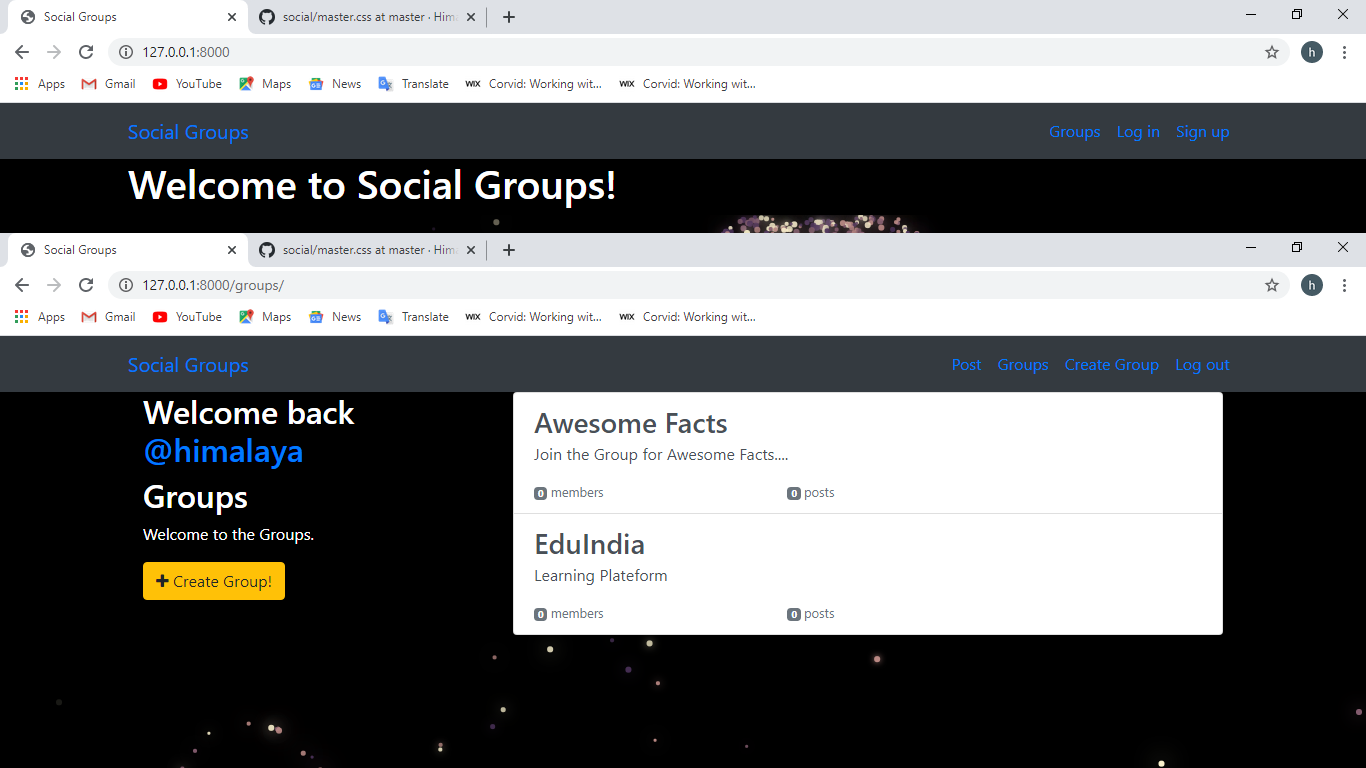 Social Groups
social/master.css at master · Him
127.0.0.1:8000
h
Apps Gmail YouTube Maps News Translate WIX Corvid: Working wit... WIX Corvid: Working wit...
Social Groups Groups Log in Sign up
Welcome to Social Groups!
Social Groups
social/master.css at master · Him
127.0.0.1:8000/groups/
h
Apps Gmail YouTube Maps News Translate WIX Corvid: Working wit... WIX Corvid: Working wit...
Social Groups Post Groups Create Group Log out
Welcome back
@himalaya
Groups
Welcome to the Groups.
Create Group!
Awesome Facts
Join the Group for Awesome Facts....
0 members 0 posts
EduIndia
Learning Plateform
0 members 0 posts